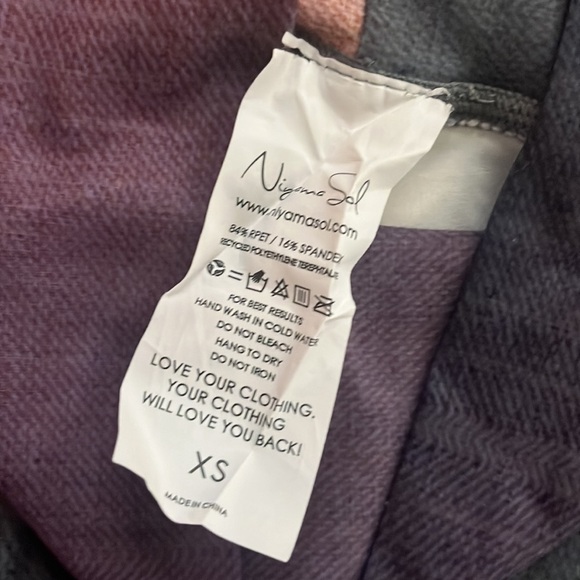 Niyama Sol
www.niyamasol.com
84% RPET / 16% SPANDEX
RECYCLED POLYETHYLENE TEREPHTALATE
=
FOR BEST RESULTS
HAND WASH IN COLD WATER
DO NOT BLEACH
HANG TO DRY
DO NOT IRON
LOVE YOUR CLOTHING.
YOUR CLOTHING
WILL LOVE YOU BACK!
XS
MADE IN CHINA